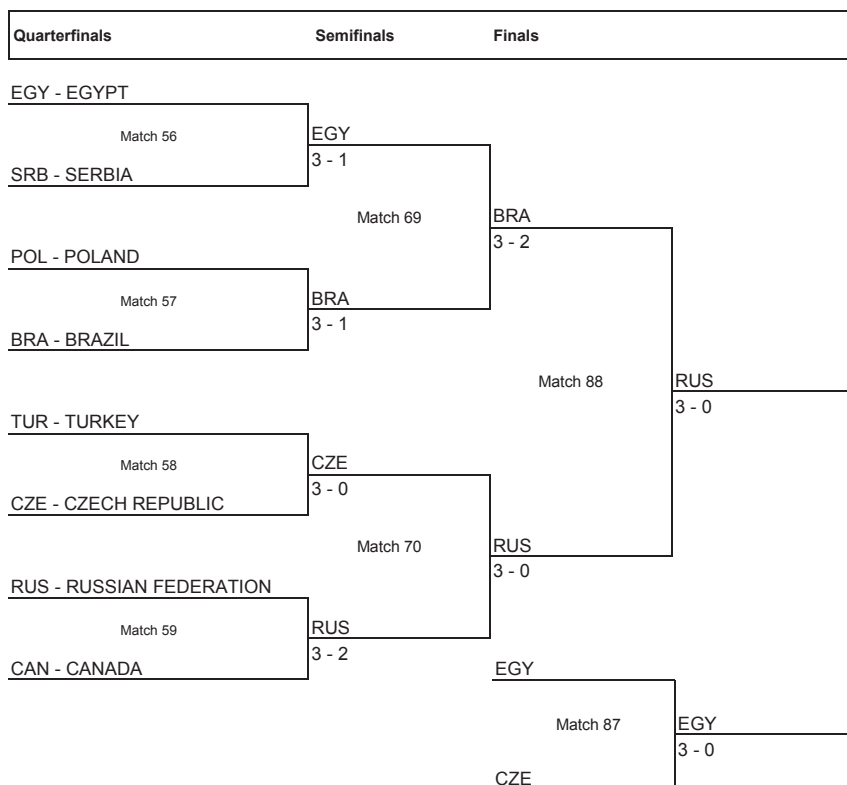 Quarterfinals Semifinals Finals
EGY - EGYPT
Match 56
EGY
3 - 1
SRB - SERBIA
Match 69
BRA
3 - 2
POL - POLAND
Match 57
BRA
3 - 1
BRA - BRAZIL
Match 88
RUS
3 - 0
TUR - TURKEY
Match 58
CZE
3 - 0
CZE - CZECH REPUBLIC
Match 70
RUS
3 - 0
RUS - RUSSIAN FEDERATION
Match 59
RUS
3 - 2
CAN - CANADA
EGY
Match 87
EGY
3 - 0
CZE